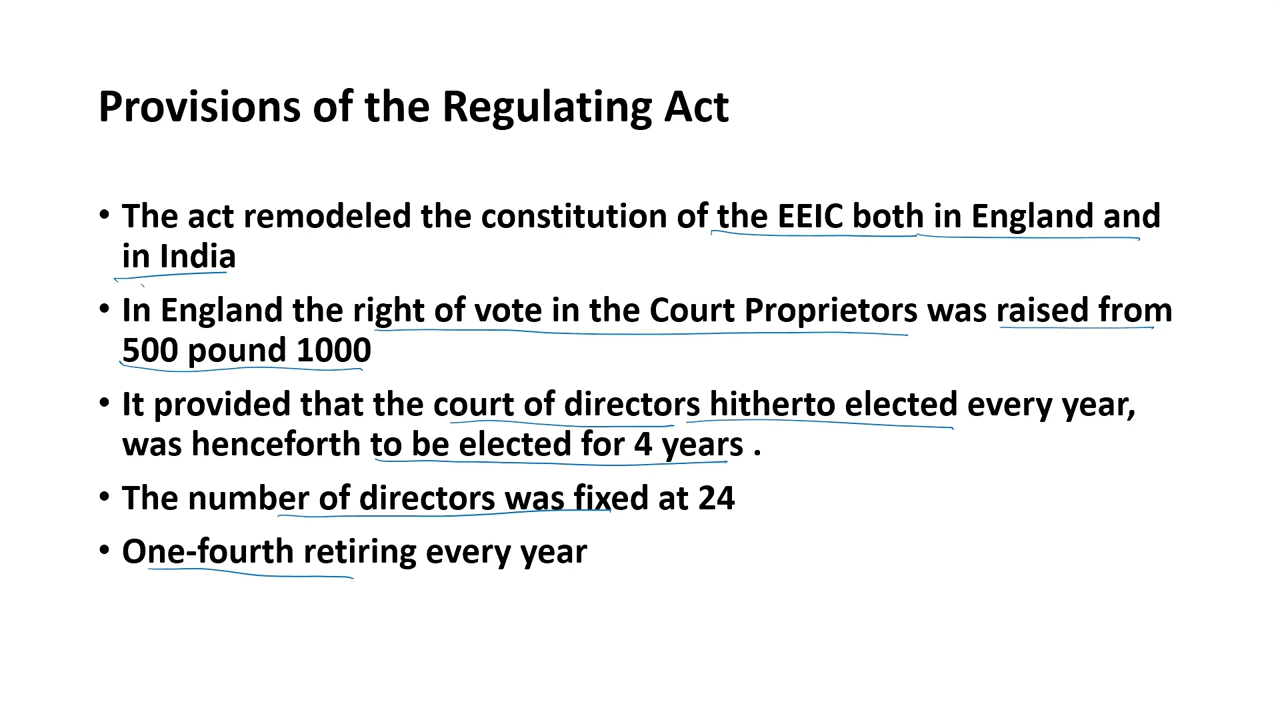 Provisions of the Regulating Act
• The act remodeled the constitution of the EEIC both in England and
in India
• In England the right of vote in the Court Proprietors was raised from
500 pound 1000
• It provided that the court of directors hitherto elected every year,
was henceforth to be elected for 4 years .
• The number of directors was fixed at 24
• One-fourth retiring every year